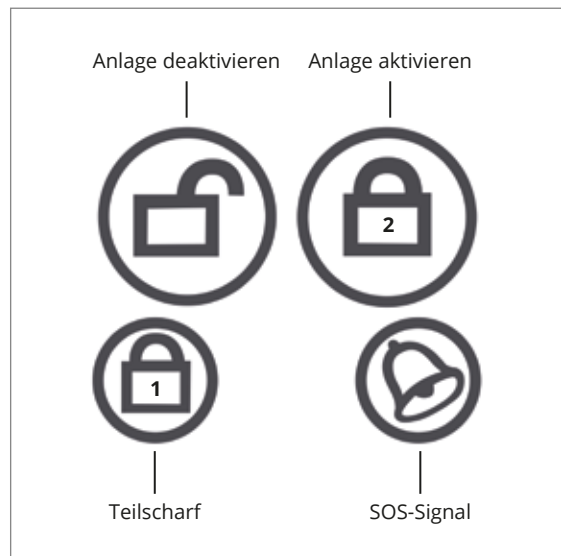 Anlage deaktivieren
Anlage aktivieren
2
1
Teilscharf
SOS-Signal